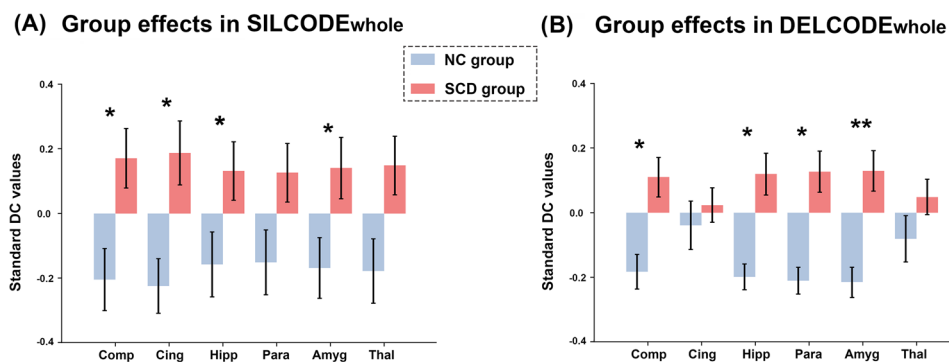 (A) Group effects in SILCODEwhole
(B) Group effects in DELCODEwhole
NC group
SCD group
Standard DC values
0.4
0.2
0.0
-0.2
-0.4
*
*
*
*
Comp Cing Hipp Para Amyg Thal
Standard DC values
0.4
0.2
0.0
-0.2
-0.4
*
*
*
**
Comp Cing Hipp Para Amyg Thal